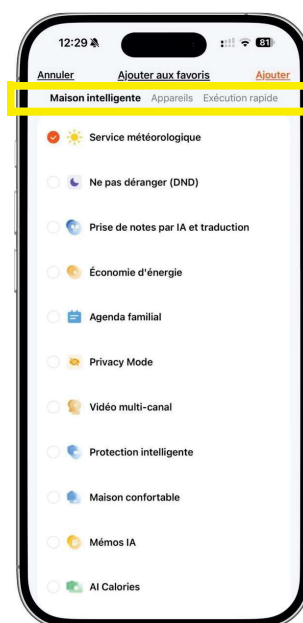 12:29 81
Annuler Ajouter aux favoris Ajouter
Maison intelligente Appareils Exécution rapide
Service météorologique
Ne pas déranger (DND)
Prise de notes par IA et traduction
Économie d'énergie
Agenda familial
Privacy Mode
Vidéo multi-canal
Protection intelligente
Maison confortable
Mémos IA
AI Calories